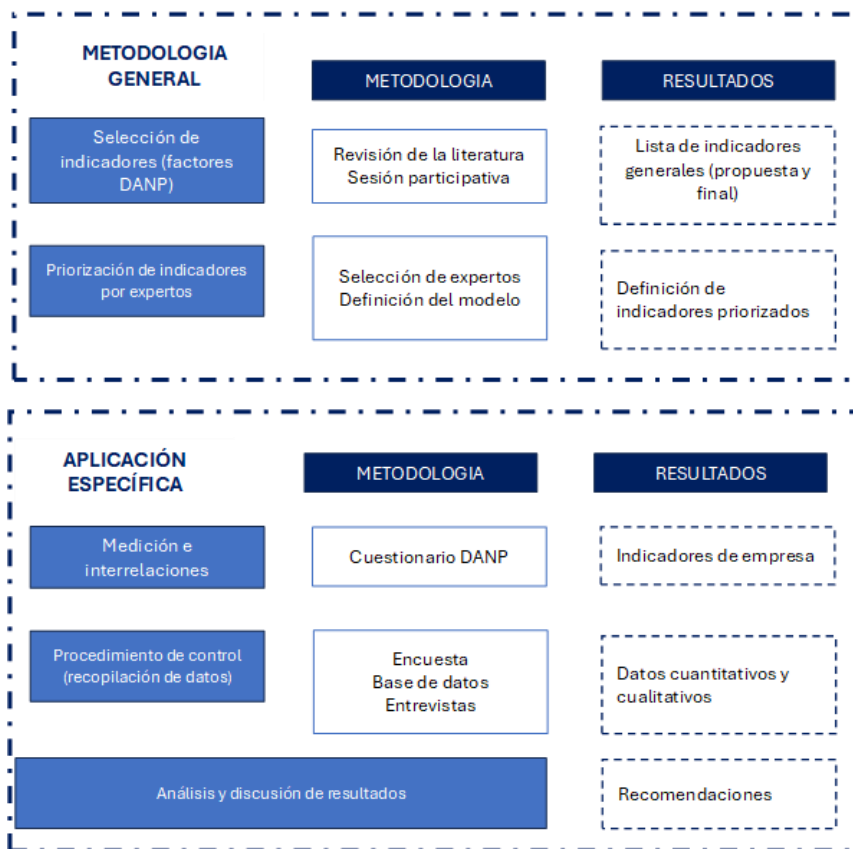 METODOLOGIA
GENERAL
METODOLOGIA
RESULTADOS
Selección de
indicadores (factores
DANP)
Revisión de la literatura
Sesión participativa
Lista de indicadores
generales (propuesta y
final)
Priorización de indicadores
por expertos
Selección de expertos
Definición del modelo
Definición de
indicadores priorizados
APLICACIÓN
ESPECÍFICA
METODOLOGIA
RESULTADOS
Medición e
interrelaciones
Cuestionario DANP
Indicadores de empresa
Procedimiento de control
(recopilación de datos)
Encuesta
Base de datos
Entrevistas
Datos cuantitativos y
cualitativos
Análisis y discusión de resultados
Recomendaciones